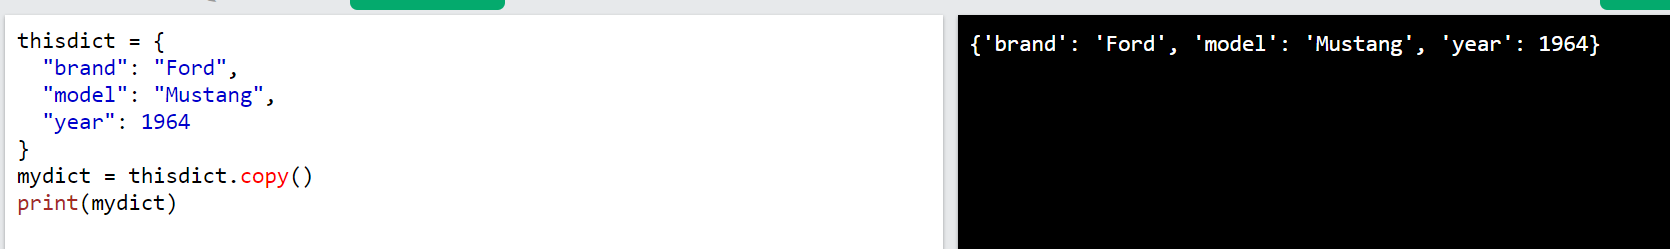 thisdict = {
  "brand": "Ford",
  "model": "Mustang",
  "year": 1964
}
mydict = thisdict.copy()
print(mydict)
{'brand': 'Ford', 'model': 'Mustang', 'year': 1964}